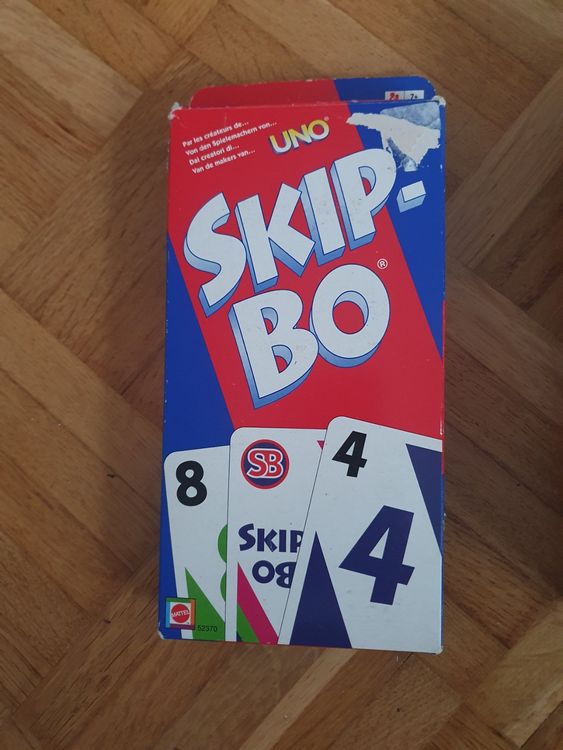 7+
Par les créateurs de...
Von den Spielemachern von...
Dai creatori di...
Van de makers van...
UNO
SKIP-
BO®
8
SB
SKIP
BO
4
4
MATTEL
52370